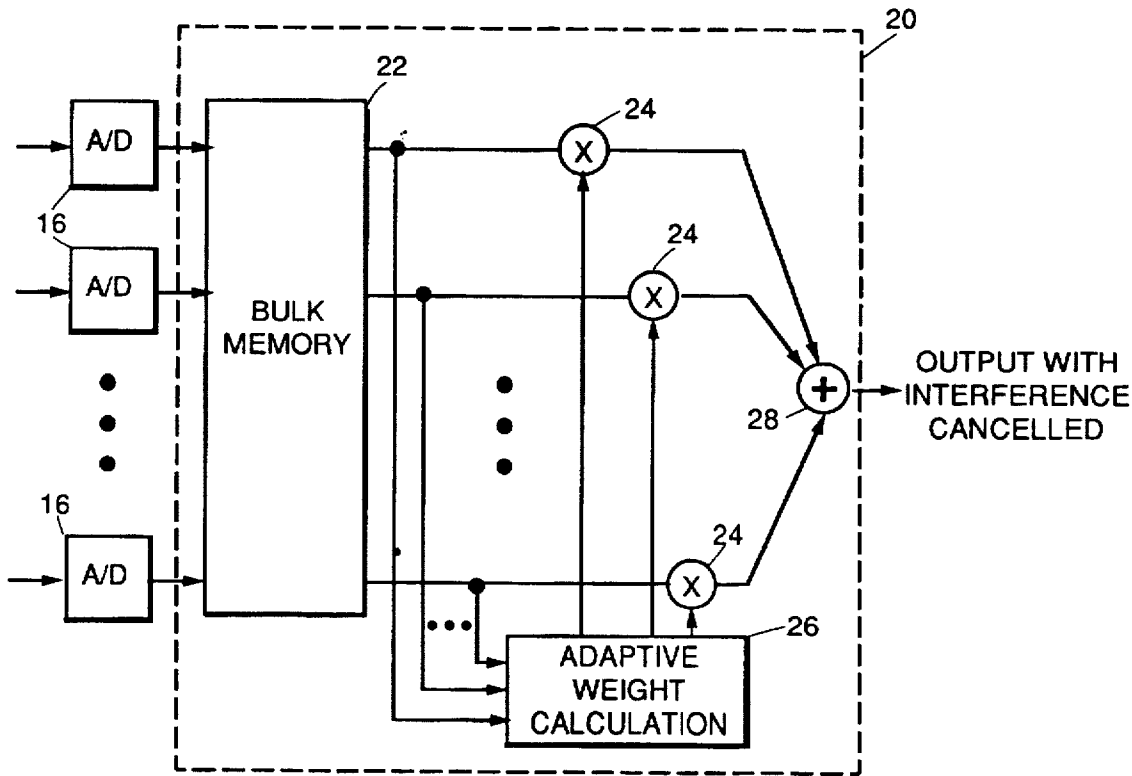 20
22
A/D
24
X
16
A/D
24
X
BULK
MEMORY
+
28
OUTPUT WITH
INTERFERENCE
CANCELLED
16
A/D
24
X
26
ADAPTIVE
WEIGHT
CALCULATION